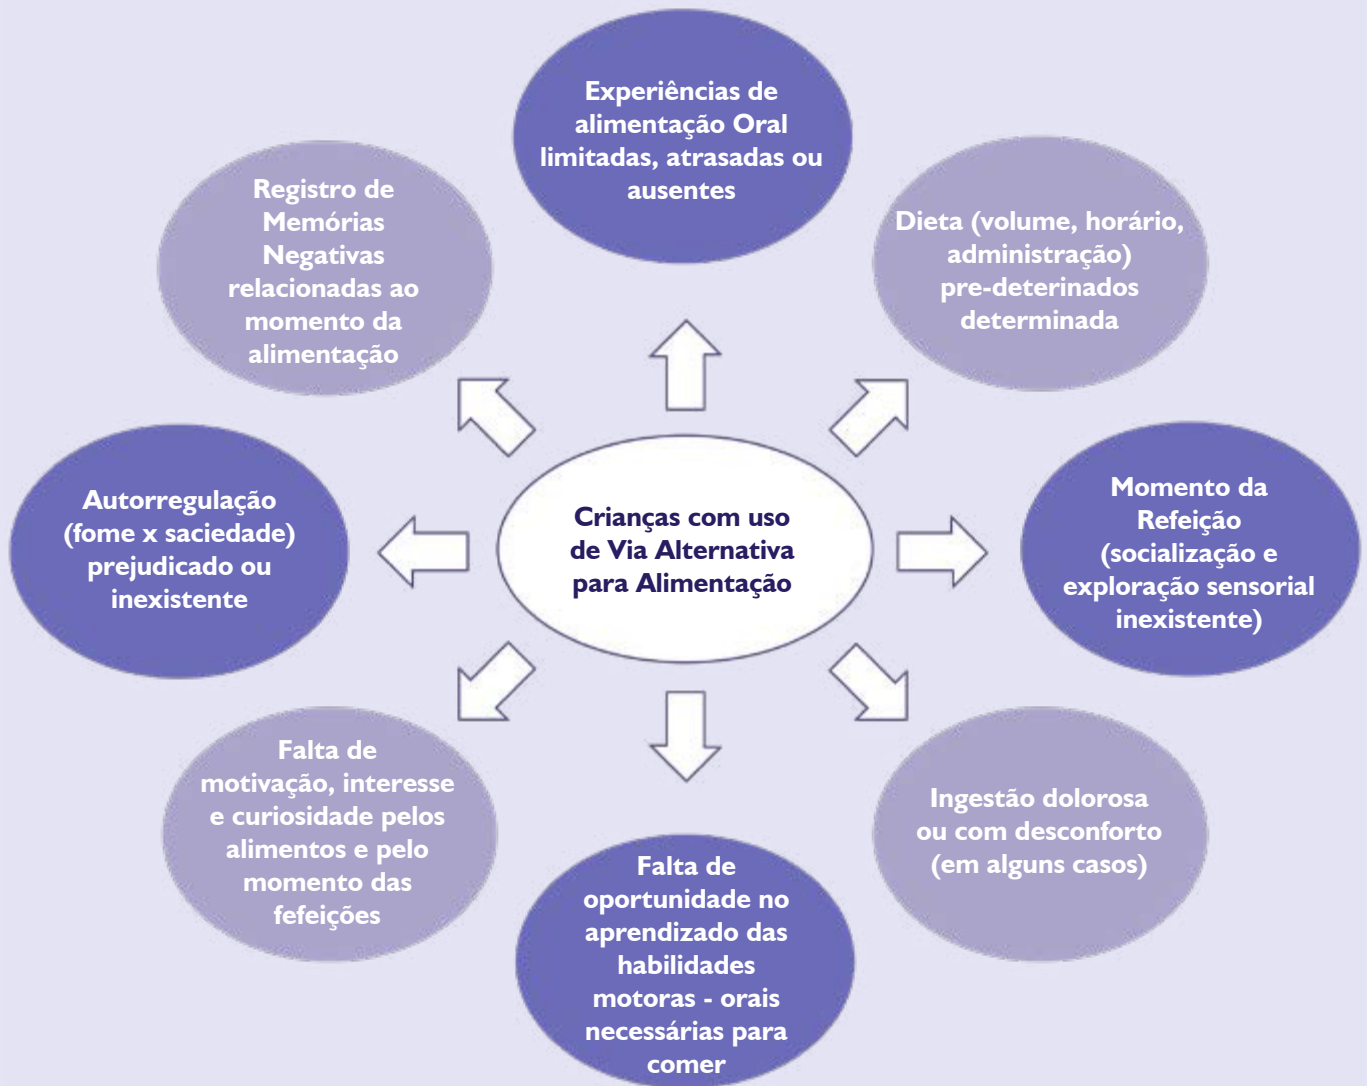 Experiências de
alimentação Oral
limitadas, atrasadas ou
ausentes
Registro de
Memórias
Negativas
relacionadas ao
momento da
alimentação
Dieta (volume, horário,
administração)
pre-deterinados
determinada
Autorregulação
(fome x saciedade)
prejudicado ou
inexistente
Crianças com uso
de Via Alternativa
para Alimentação
Momento da
Refeição
(socialização e
exploração sensorial
inexistente)
Falta de
motivação, interesse
e curiosidade pelos
alimentos e pelo
momento das
fefeições
Ingestão dolorosa
ou com desconforto
(em alguns casos)
Falta de
oportunidade no
aprendizado das
habilidades
motoras - orais
necessárias para
comer